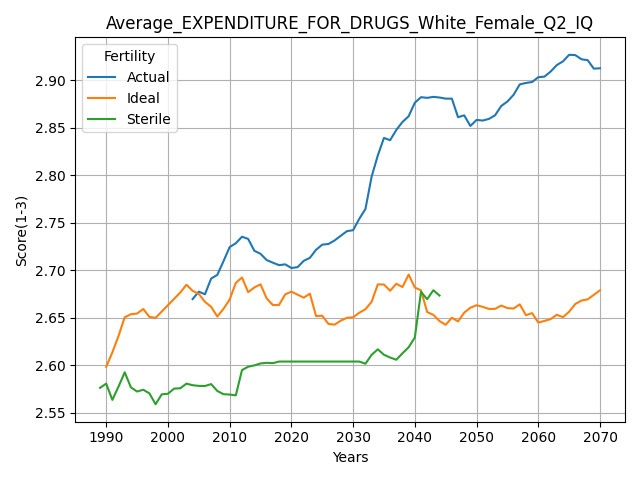 Average_EXPENDITURE_FOR_DRUGS_White_Female_Q2_IQ
Fertility
Actual
Ideal
Sterile
Score(1-3)
2.90
2.85
2.80
2.75
2.70
2.65
2.60
2.55
1990 2000 2010 2020 2030 2040 2050 2060 2070
Years